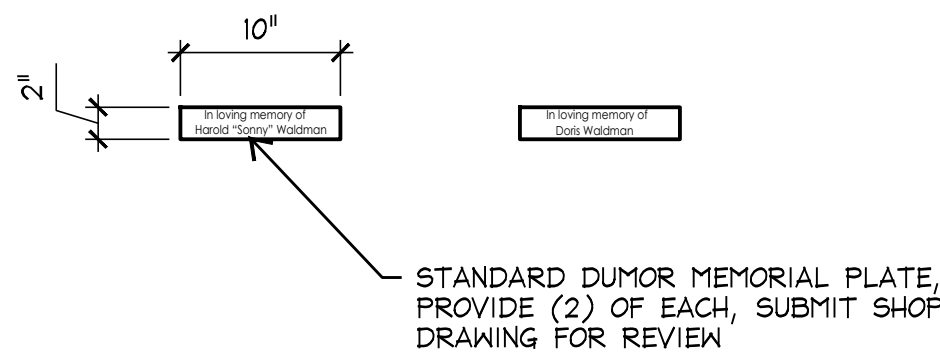 10"
2"
In loving memory of
Harold “Sonny” Waldman
In loving memory of
Doris Waldman
STANDARD DUMOR MEMORIAL PLATE,
PROVIDE (2) OF EACH, SUBMIT SHOP
DRAWING FOR REVIEW